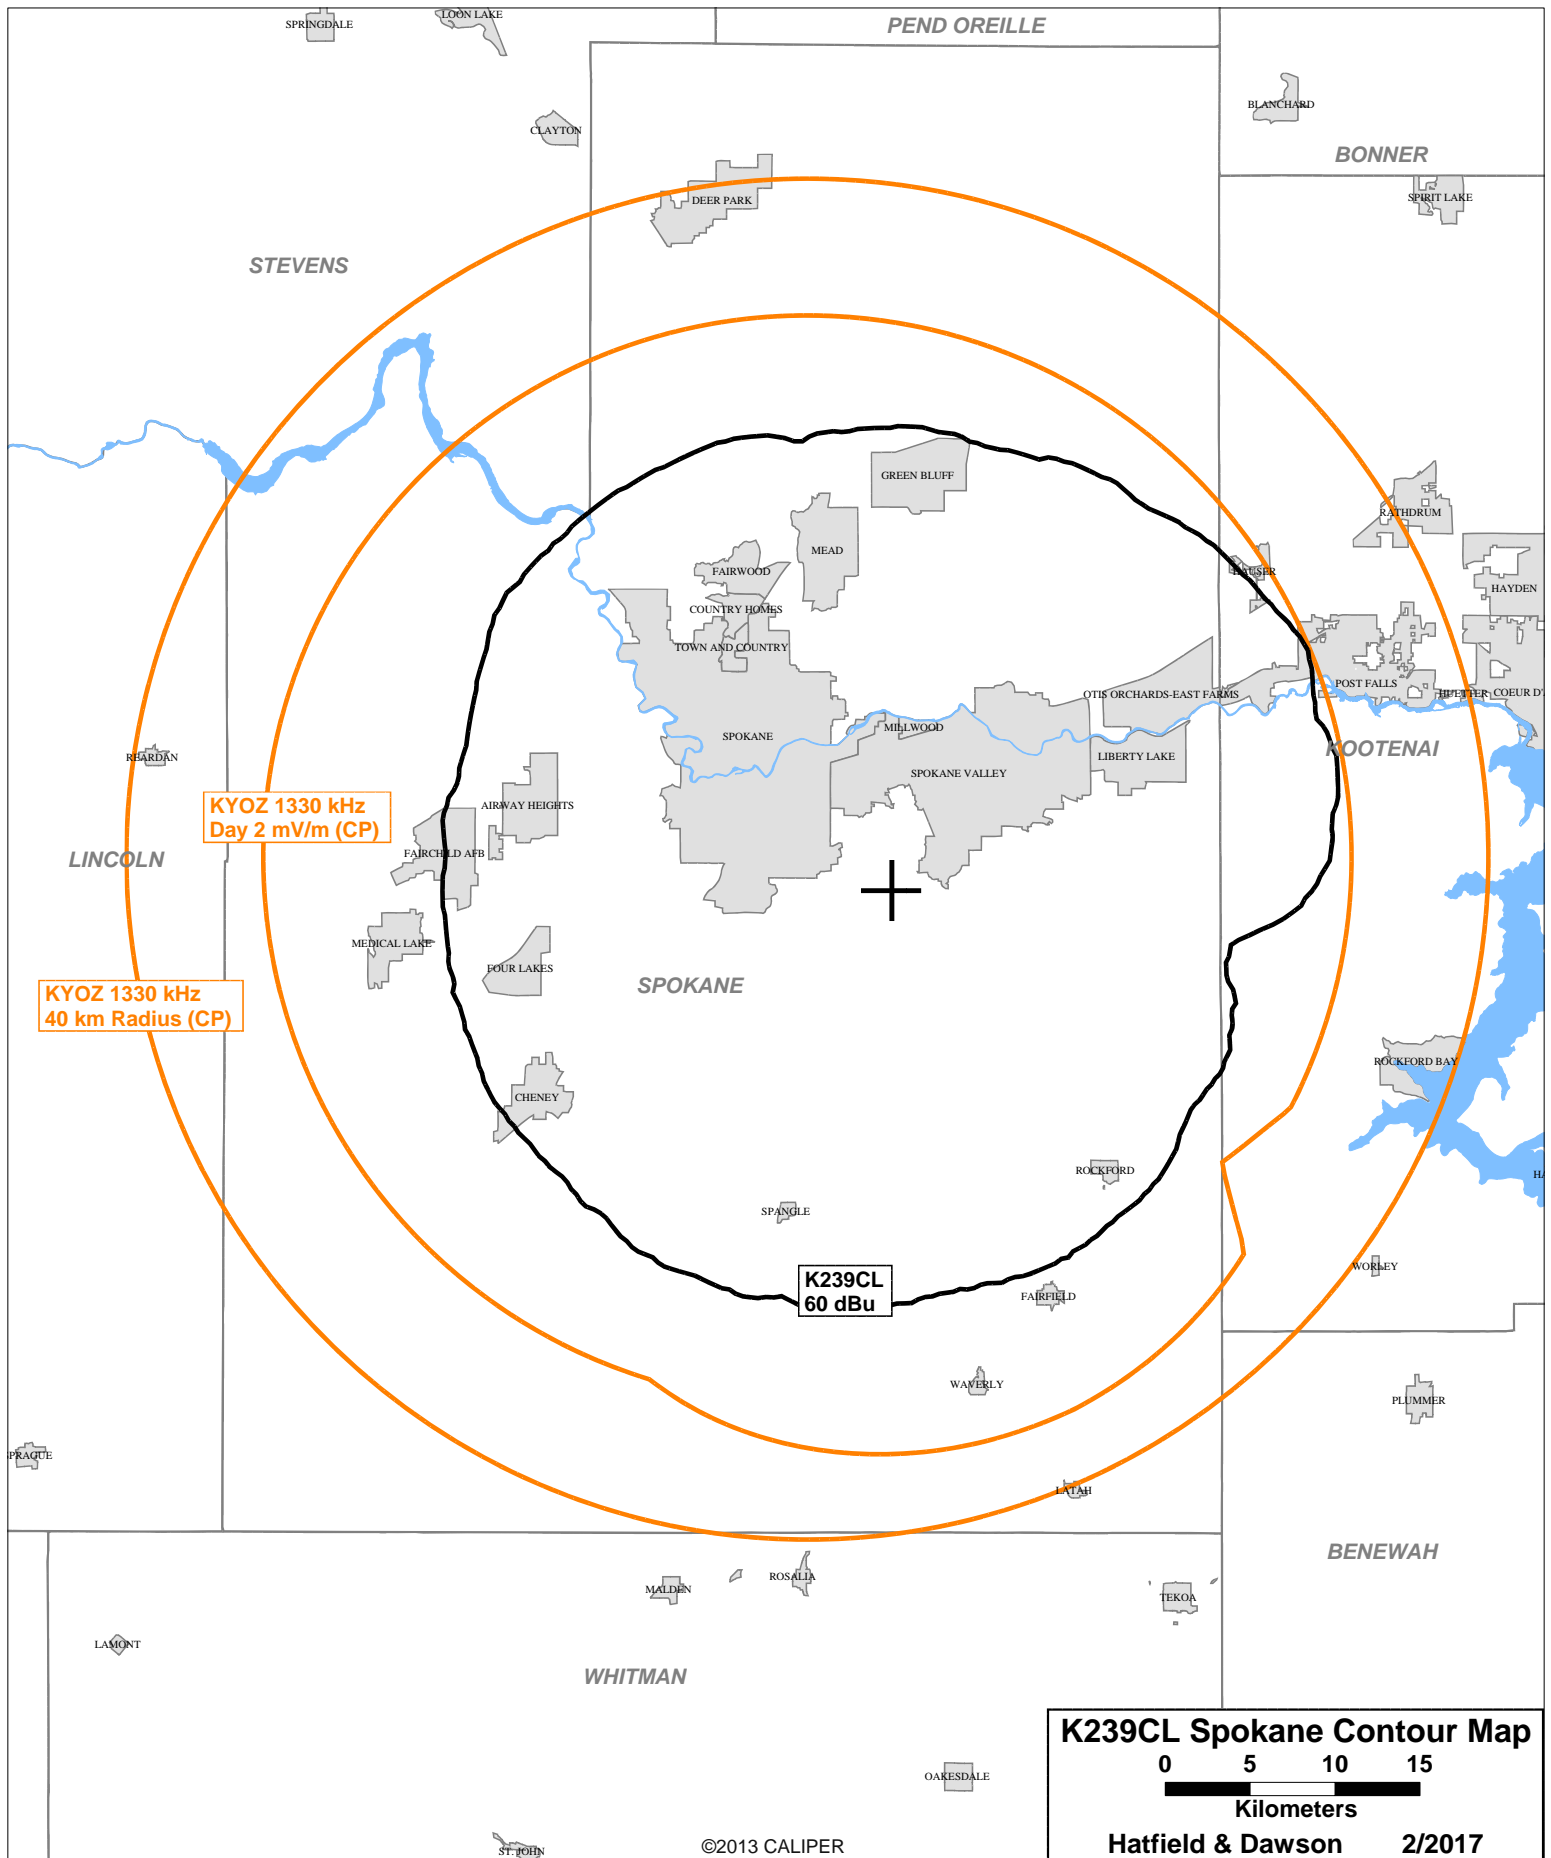 SPRINGDALE
LOON LAKE
PEND OREILLE
CLAYTON
BLANCHARD
BONNER
DEER PARK
SPIRIT LAKE
STEVENS
GREEN BLUFF
RATHDRUM
MEAD
FAIRWOOD
HAUSER
HAYDEN
COUNTRY HOMES
TOWN AND COUNTRY
POST FALLS
OTIS ORCHARDS-EAST FARMS
HUETTER
COEUR D'
MILLWOOD
SPOKANE
KOOTENAI
REARDAN
LIBERTY LAKE
SPOKANE VALLEY
KYOZ 1330 kHz
Day 2 mV/m (CP)
AIRWAY HEIGHTS
FAIRCHILD AFB
LINCOLN
MEDICAL LAKE
FOUR LAKES
SPOKANE
KYOZ 1330 kHz
40 km Radius (CP)
ROCKFORD BAY
CHENEY
ROCKFORD
HA
SPANGLE
WORLEY
K239CL
60 dBu
FAIRFIELD
WAVERLY
PLUMMER
SPRAGUE
LATAH
BENEWAH
ROSALIA
MALDEN
TEKOA
LAMONT
WHITMAN
OAKESDALE
ST. JOHN
©2013 CALIPER
K239CL Spokane Contour Map
0 5 10 15
Kilometers
Hatfield & Dawson 2/2017